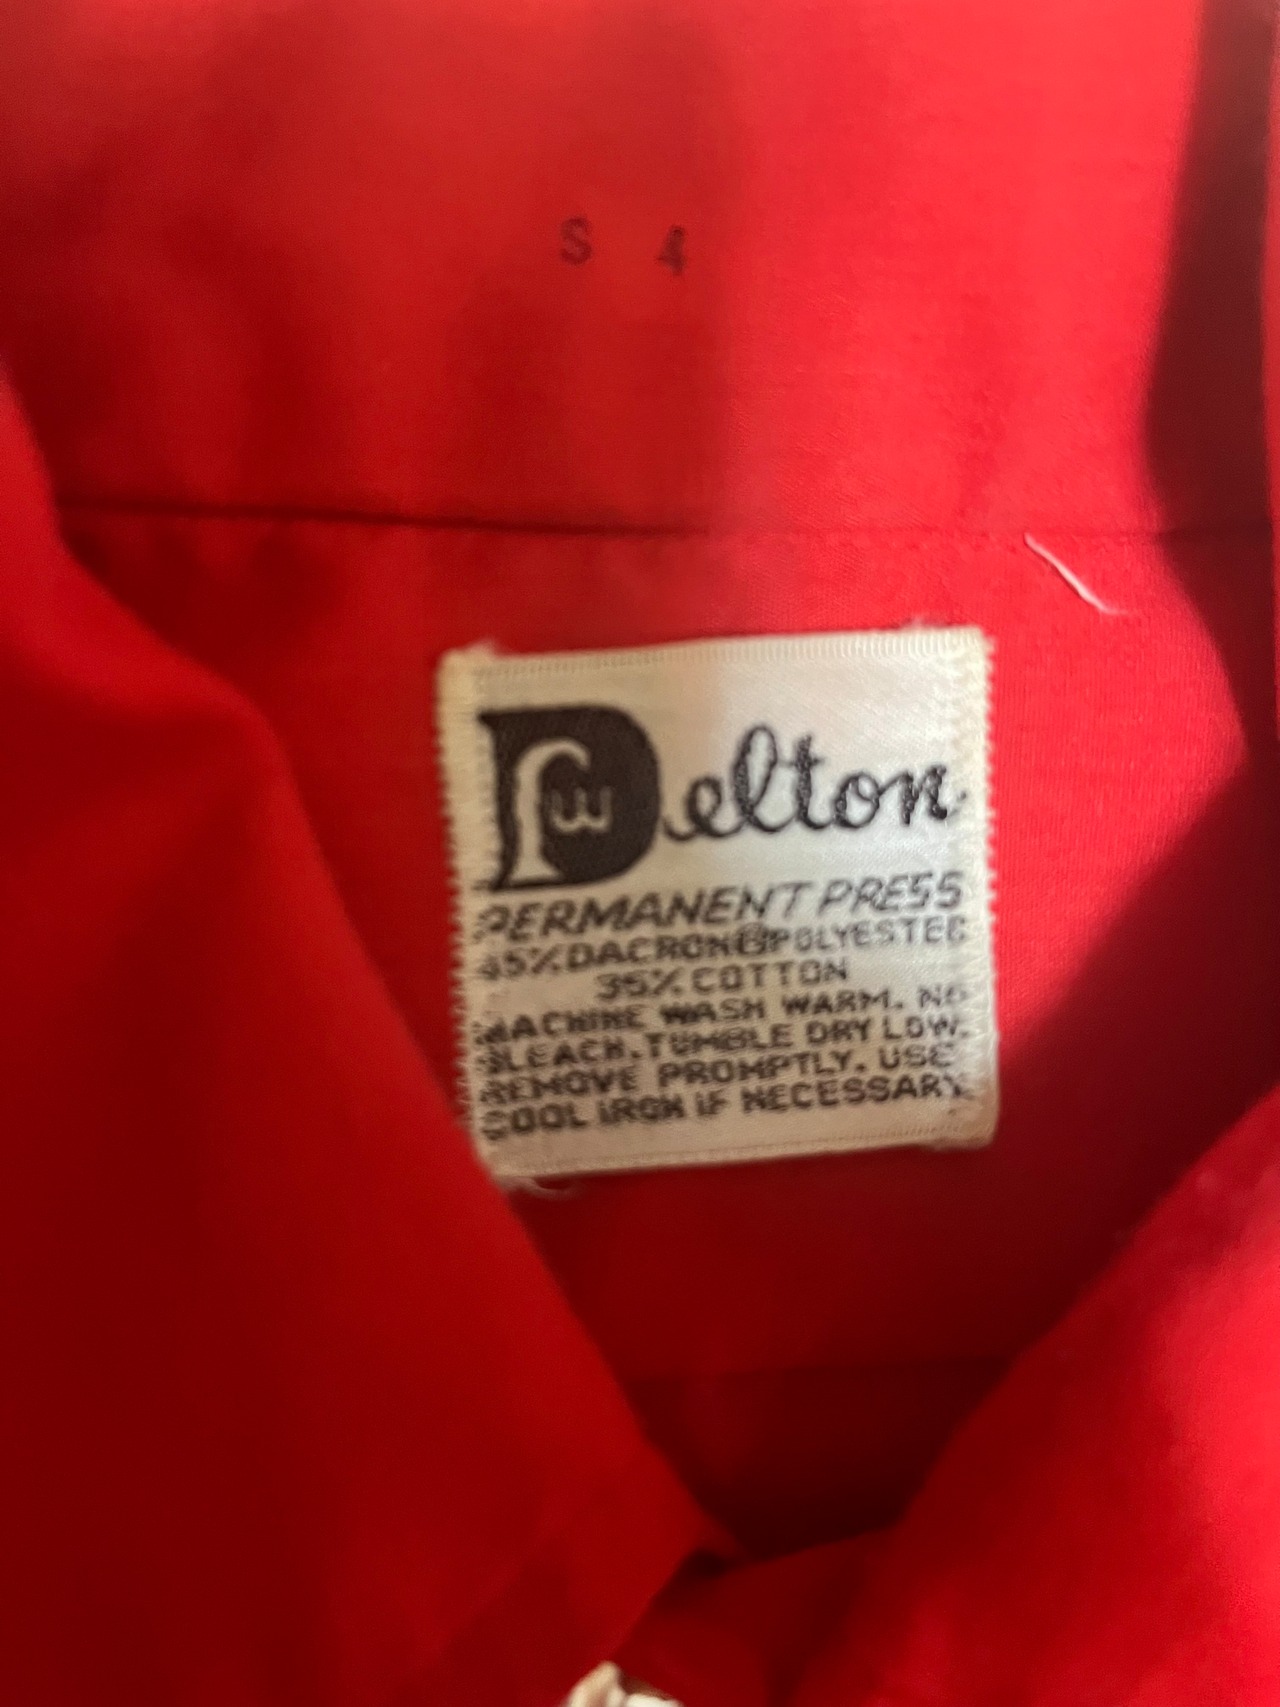 S 4
Delton
PERMANENT PRESS
65% DACRON® POLYESTER
35% COTTON
MACHINE WASH WARM. NO
BLEACH. TUMBLE DRY LOW.
REMOVE PROMPTLY. USE
COOL IRON IF NECESSARY